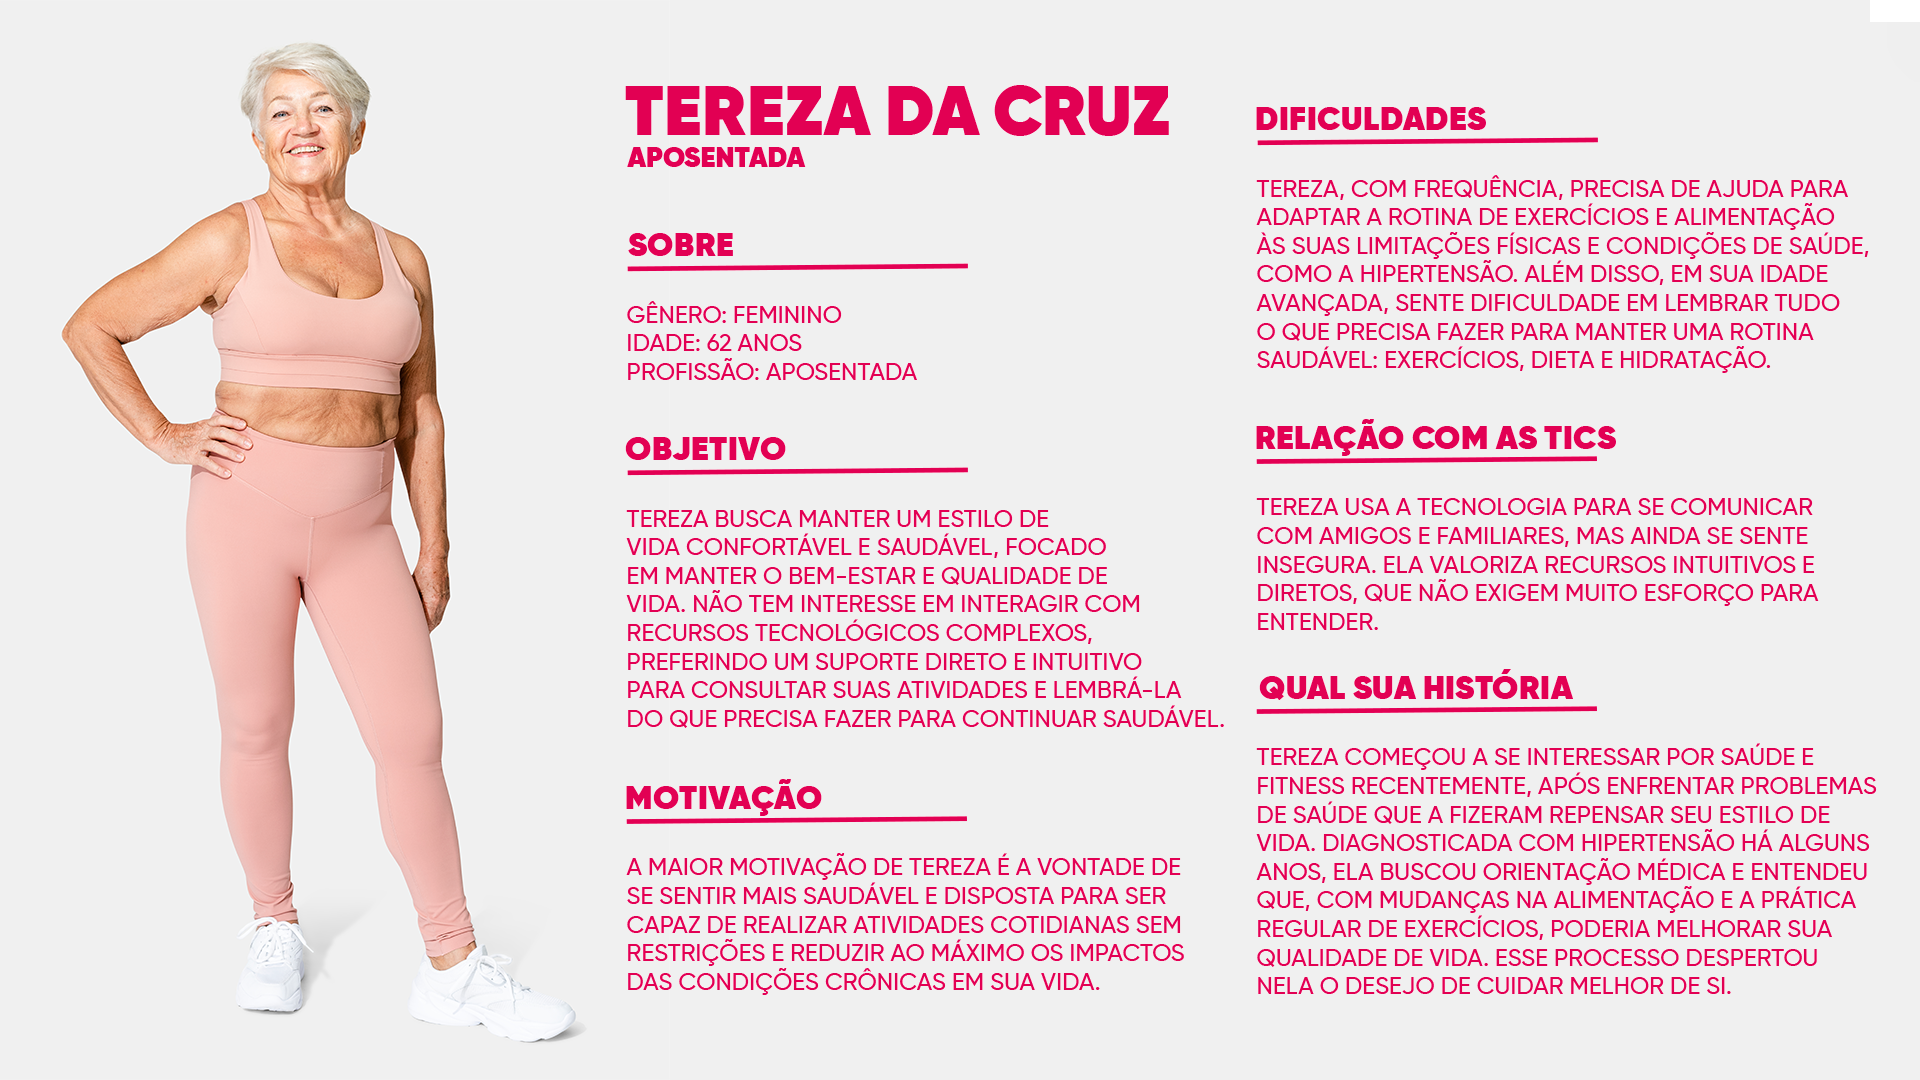 TEREZA DA CRUZ
APOSENTADA
SOBRE
GÊNERO: FEMININO
IDADE: 62 ANOS
PROFISSÃO: APOSENTADA
OBJETIVO
TEREZA BUSCA MANTER UM ESTILO DE
VIDA CONFORTÁVEL E SAUDÁVEL, FOCADO
EM MANTER O BEM-ESTAR E QUALIDADE DE
VIDA. NÃO TEM INTERESSE EM INTERAGIR COM
RECURSOS TECNOLÓGICOS COMPLEXOS,
PREFERINDO UM SUPORTE DIRETO E INTUITIVO
PARA CONSULTAR SUAS ATIVIDADES E LEMBRÁ-LA
DO QUE PRECISA FAZER PARA CONTINUAR SAUDÁVEL.
MOTIVAÇÃO
A MAIOR MOTIVAÇÃO DE TEREZA É A VONTADE DE
SE SENTIR MAIS SAUDÁVEL E DISPOSTA PARA SER
CAPAZ DE REALIZAR ATIVIDADES COTIDIANAS SEM
RESTRIÇÕES E REDUZIR AO MÁXIMO OS IMPACTOS
DAS CONDIÇÕES CRÔNICAS EM SUA VIDA.
DIFICULDADES
TEREZA, COM FREQUÊNCIA, PRECISA DE AJUDA PARA
ADAPTAR A ROTINA DE EXERCÍCIOS E ALIMENTAÇÃO
ÀS SUAS LIMITAÇÕES FÍSICAS E CONDIÇÕES DE SAÚDE,
COMO A HIPERTENSÃO. ALÉM DISSO, EM SUA IDADE
AVANÇADA, SENTE DIFICULDADE EM LEMBRAR TUDO
O QUE PRECISA FAZER PARA MANTER UMA ROTINA
SAUDÁVEL: EXERCÍCIOS, DIETA E HIDRATAÇÃO.
RELAÇÃO COM AS TICS
TEREZA USA A TECNOLOGIA PARA SE COMUNICAR
COM AMIGOS E FAMILIARES, MAS AINDA SE SENTE
INSEGURA. ELA VALORIZA RECURSOS INTUITIVOS E
DIRETOS, QUE NÃO EXIGEM MUITO ESFORÇO PARA
ENTENDER.
QUAL SUA HISTÓRIA
TEREZA COMEÇOU A SE INTERESSAR POR SAÚDE E
FITNESS RECENTEMENTE, APÓS ENFRENTAR PROBLEMAS
DE SAÚDE QUE A FIZERAM REPENSAR SEU ESTILO DE
VIDA. DIAGNOSTICADA COM HIPERTENSÃO HÁ ALGUNS
ANOS, ELA BUSCOU ORIENTAÇÃO MÉDICA E ENTENDEU
QUE, COM MUDANÇAS NA ALIMENTAÇÃO E A PRÁTICA
REGULAR DE EXERCÍCIOS, PODERIA MELHORAR SUA
QUALIDADE DE VIDA. ESSE PROCESSO DESPERTOU
NELA O DESEJO DE CUIDAR MELHOR DE SI.